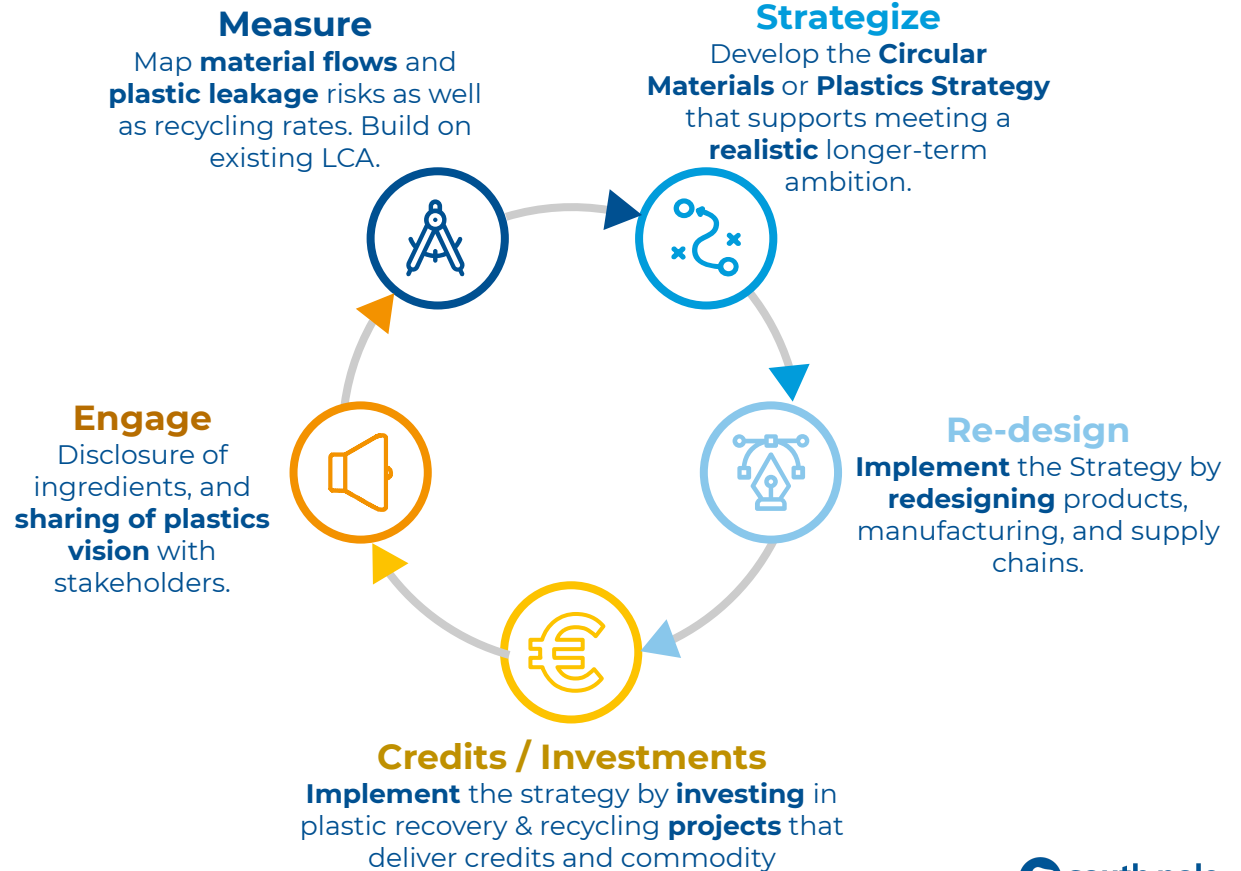 Measure
Map material flows and
plastic leakage risks as well
as recycling rates. Build on
existing LCA.
Strategize
Develop the Circular
Materials or Plastics Strategy
that supports meeting a
realistic longer-term
ambition.
Re-design
Implement the Strategy by
redesigning products,
manufacturing, and supply
chains.
Credits / Investments
Implement the strategy by investing in
plastic recovery & recycling projects that
deliver credits and commodity
Engage
Disclosure of
ingredients, and
sharing of plastics
vision with
stakeholders.
south pole